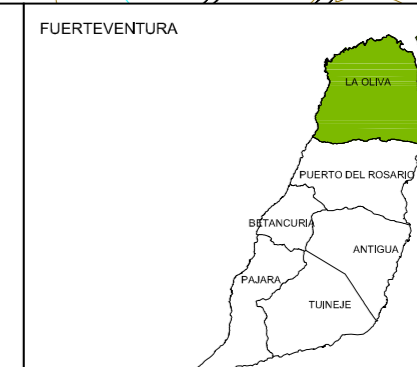 FUERTEVENTURA
LA OLIVA
PUERTO DEL ROSARIO
BETANCURIA
ANTIGUA
PAJARA
TUINEJE